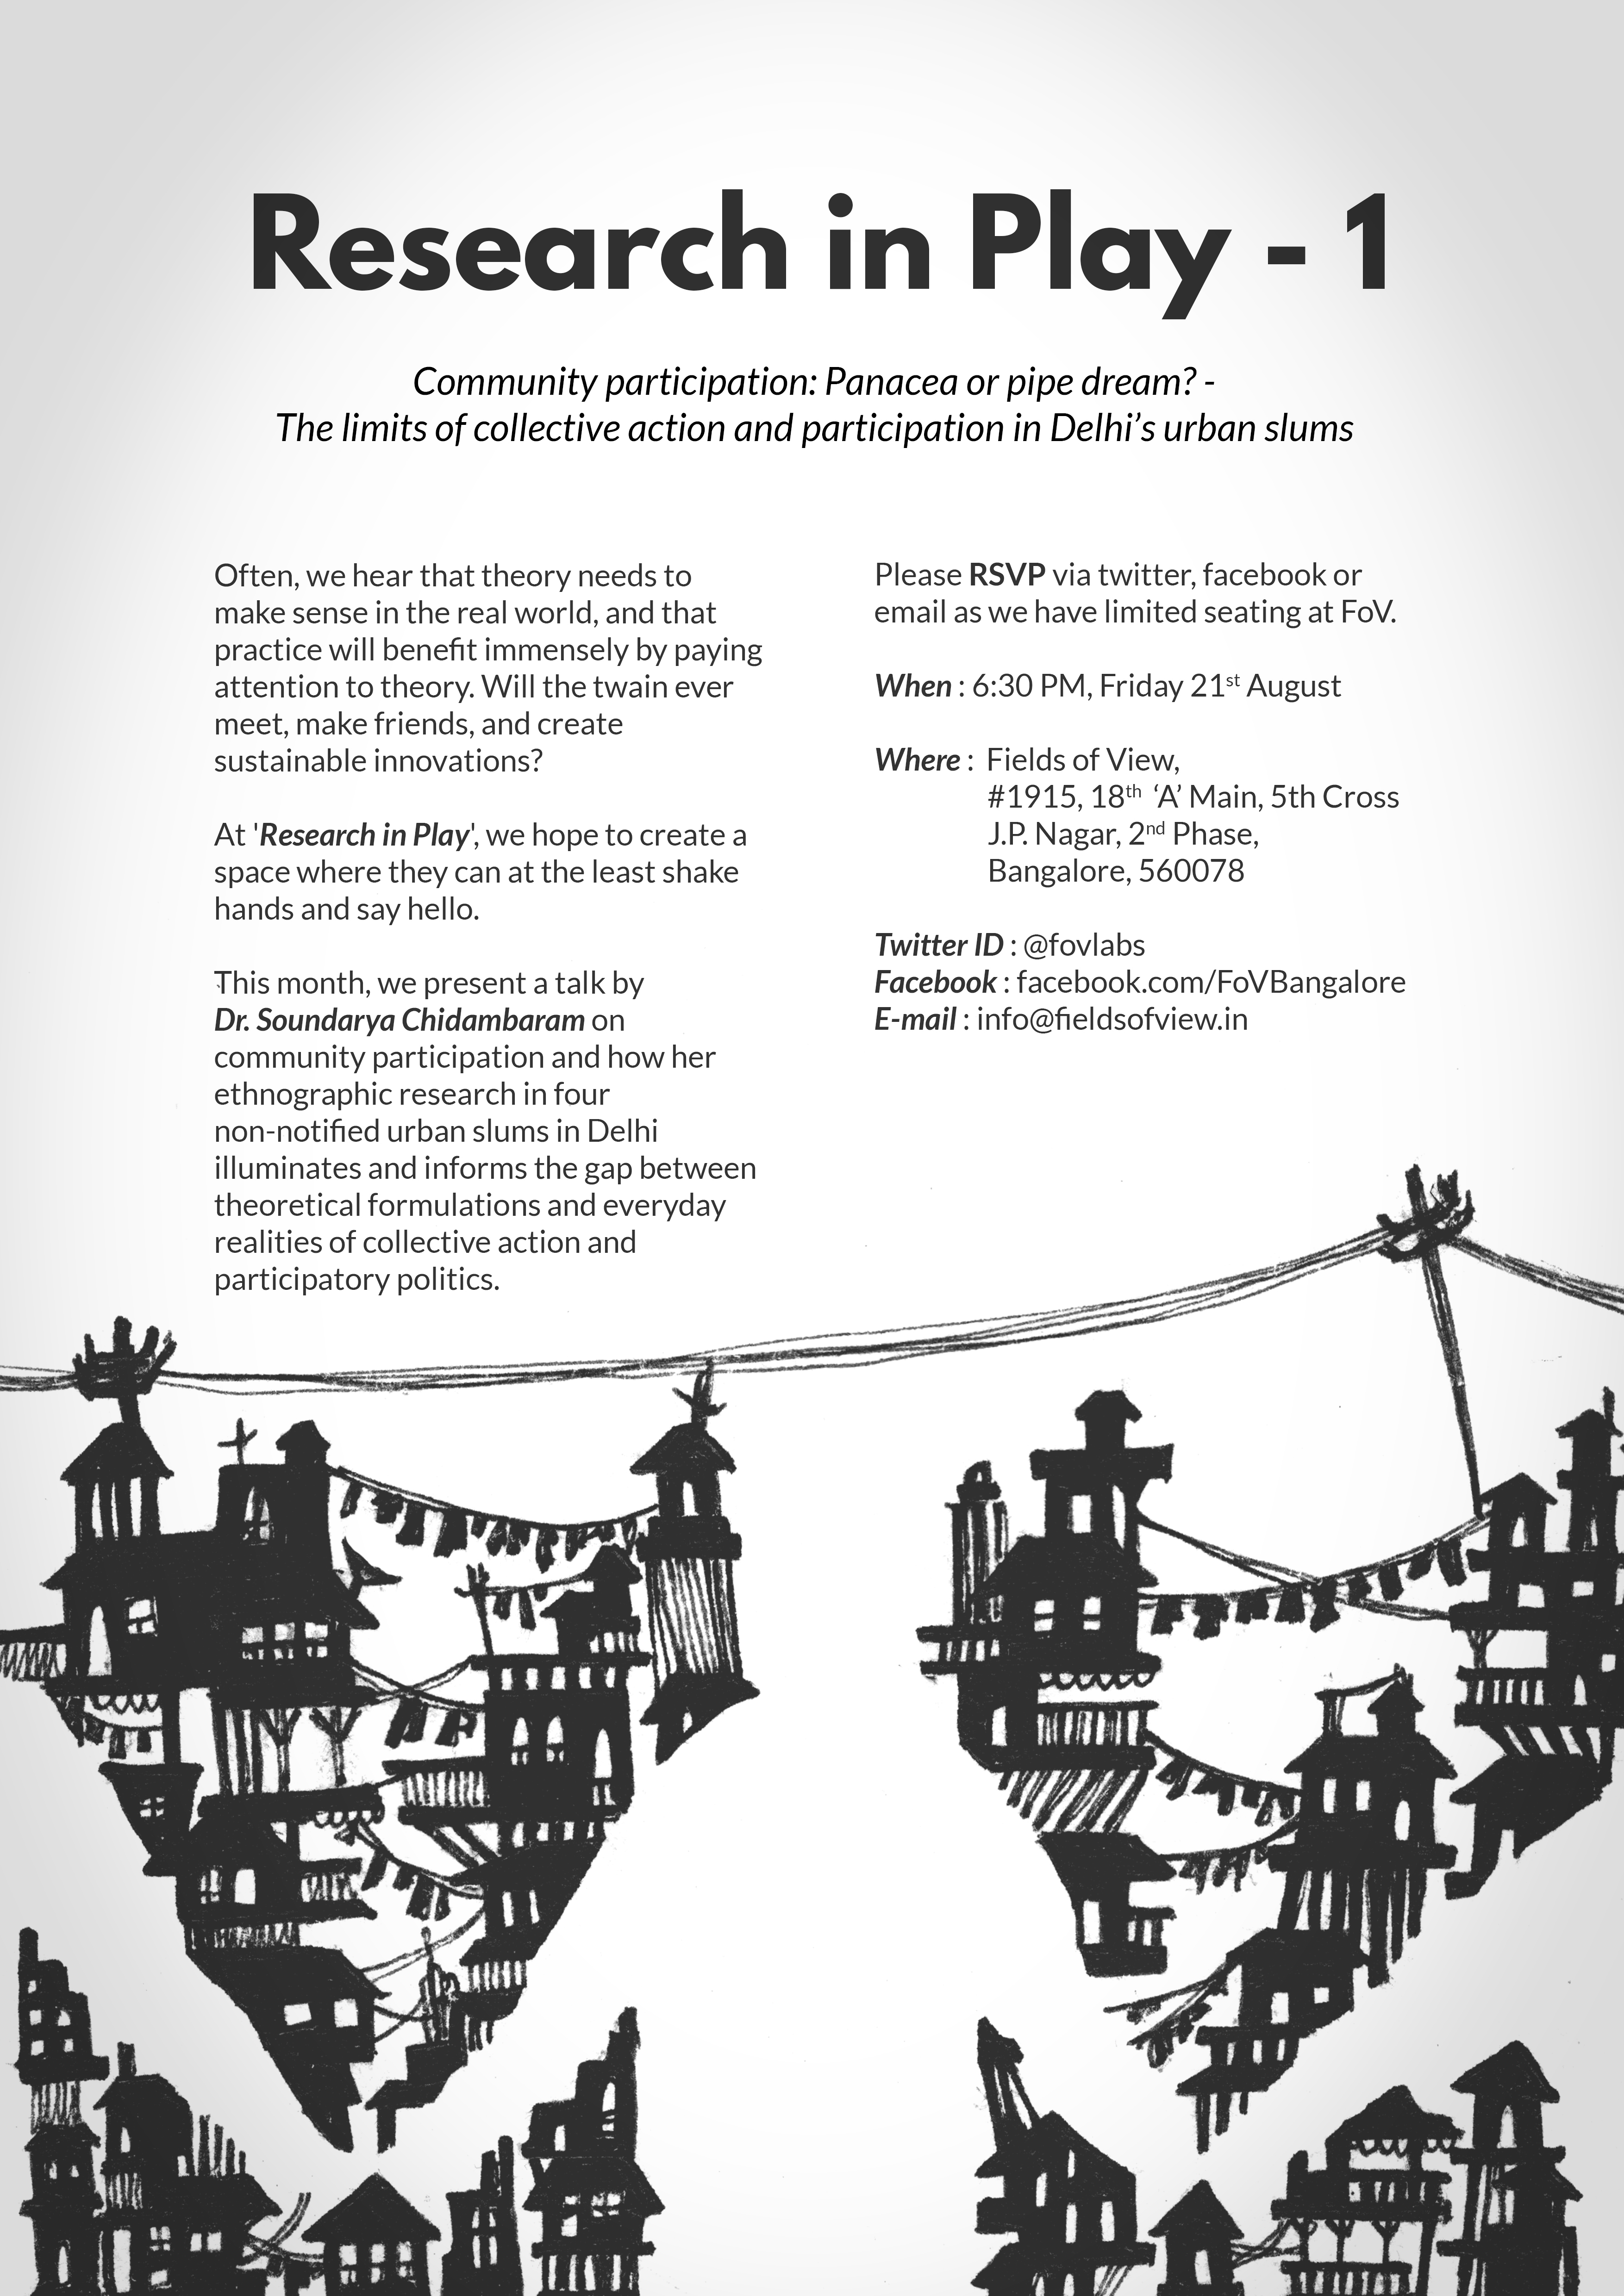 Research in Play - 1
Community participation: Panacea or pipe dream? -
The limits of collective action and participation in Delhi’s urban slums
Often, we hear that theory needs to
make sense in the real world, and that
practice will benefit immensely by paying
attention to theory. Will the twain ever
meet, make friends, and create
sustainable innovations?
At 'Research in Play', we hope to create a
space where they can at the least shake
hands and say hello.
This month, we present a talk by
Dr. Soundarya Chidambaram on
community participation and how her
ethnographic research in four
non-notified urban slums in Delhi
illuminates and informs the gap between
theoretical formulations and everyday
realities of collective action and
participatory politics.
Please RSVP via twitter, facebook or
email as we have limited seating at FoV.
When : 6:30 PM, Friday 21st August
Where : Fields of View,
#1915, 18th ‘A’ Main, 5th Cross
J.P. Nagar, 2nd Phase,
Bangalore, 560078
Twitter ID : @fovlabs
Facebook : facebook.com/FoVBangalore
E-mail : info@fieldsofview.in